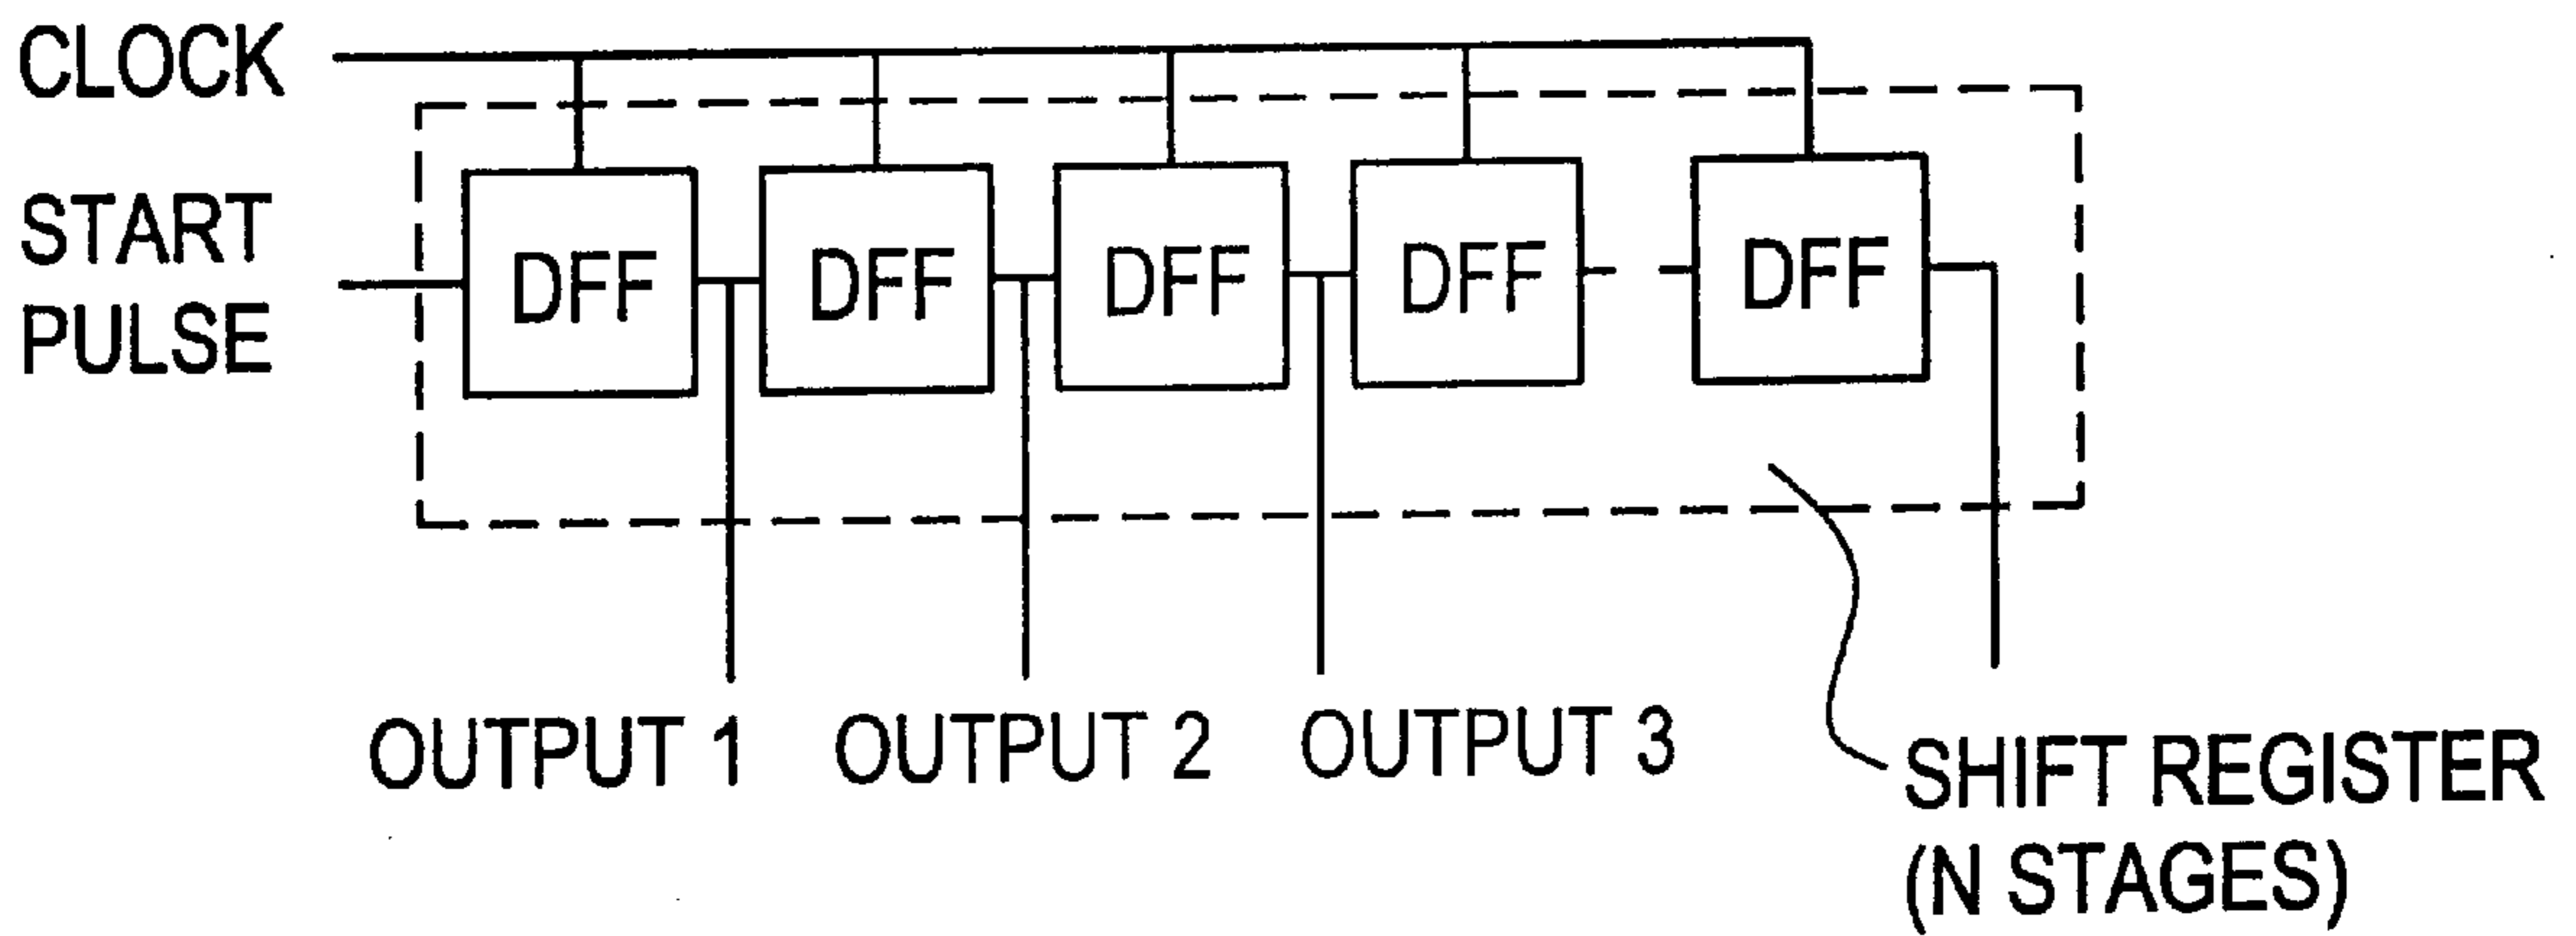 CLOCK
START
PULSE
DFF DFF DFF DFF DFF
OUTPUT 1 OUTPUT 2 OUTPUT 3
SHIFT REGISTER
(N STAGES)